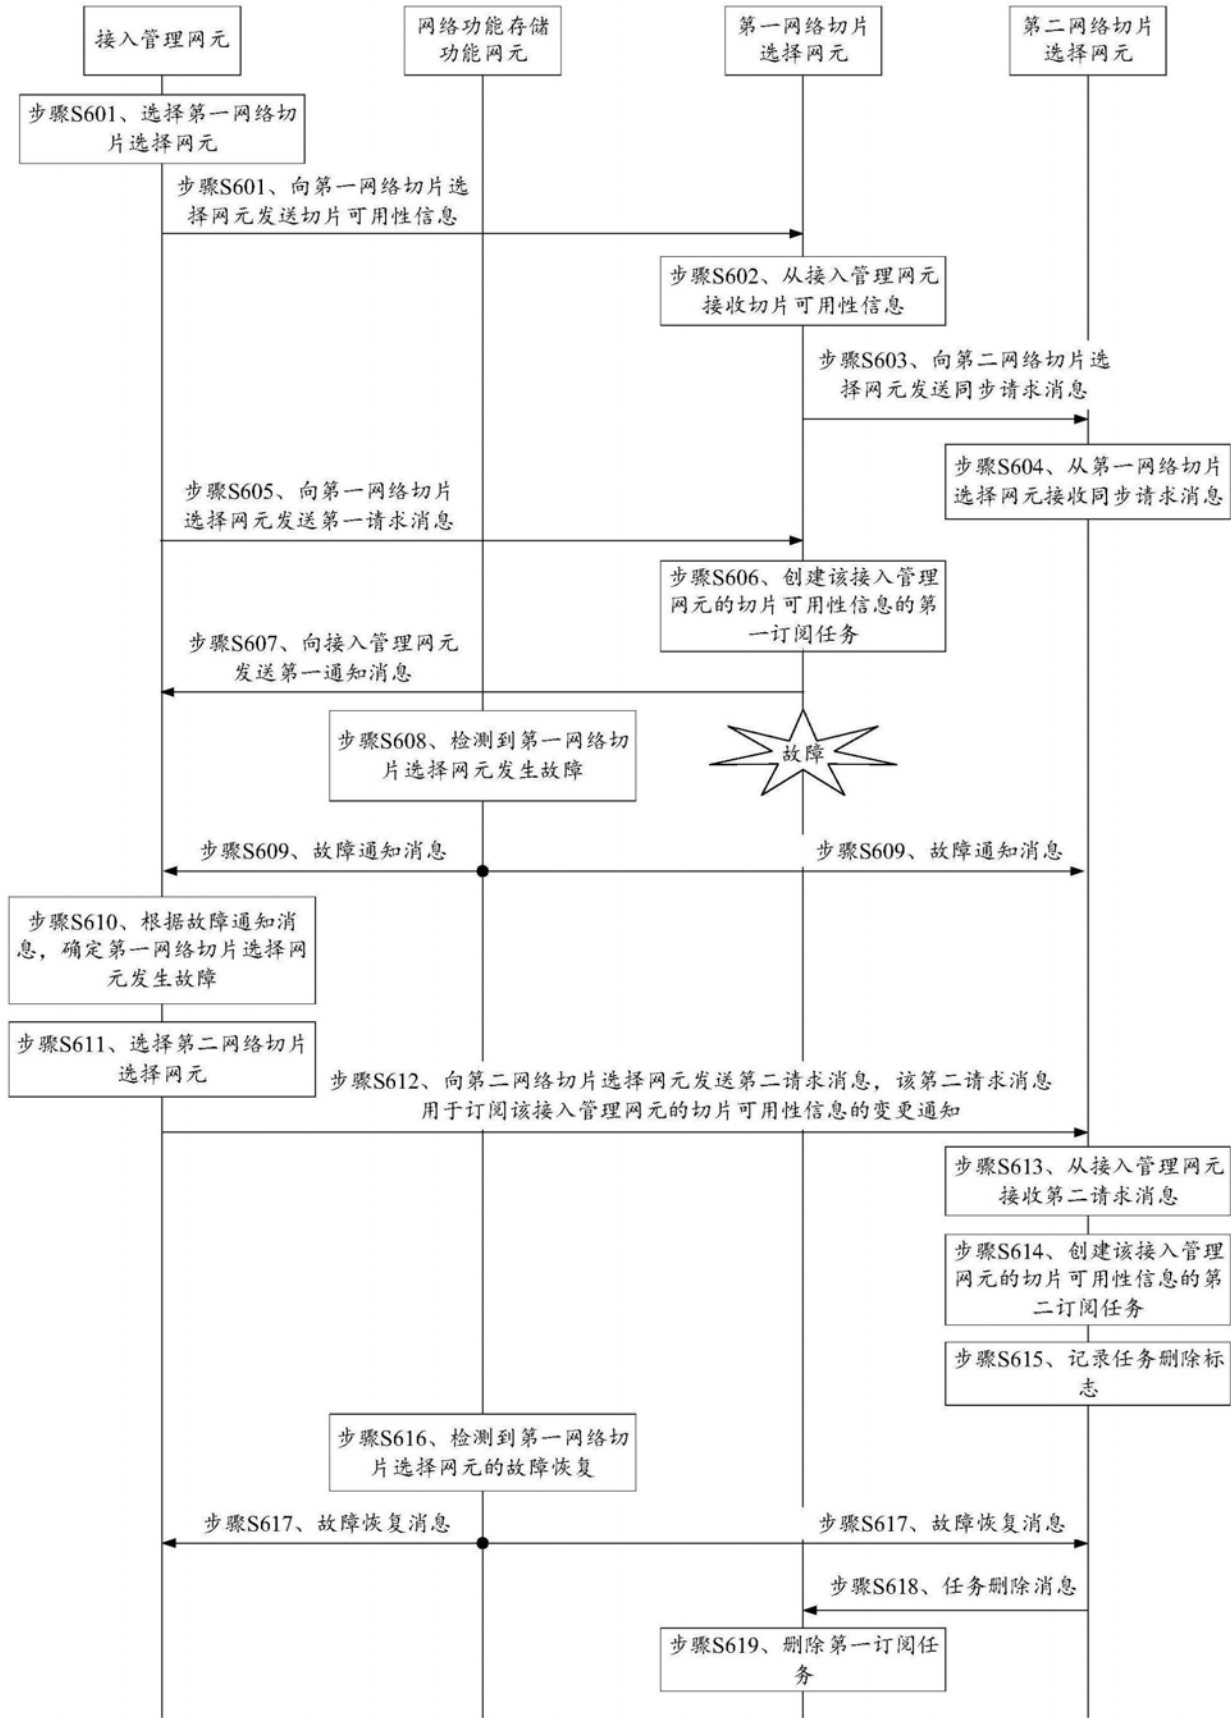 接入管理网元
网络功能存储
功能网元
第一网络切片
选择网元
第二网络切片
选择网元
步骤S601、选择第一网络切
片选择网元
步骤S601、向第一网络切片选
择网元发送切片可用性信息
步骤S602、从接入管理网元
接收切片可用性信息
步骤S603、向第二网络切片选
择网元发送同步请求消息
步骤S604、从第一网络切片
选择网元接收同步请求消息
步骤S605、向第一网络切片
选择网元发送第一请求消息
步骤S606、创建该接入管理
网元的切片可用性信息的第
一订阅任务
步骤S607、向接入管理网元
发送第一通知消息
步骤S608、检测到第一网络切
片选择网元发生故障
故障
步骤S609、故障通知消息
步骤S609、故障通知消息
步骤S610、根据故障通知消
息，确定第一网络切片选择网
元发生故障
步骤S611、选择第二网络切片
选择网元
步骤S612、向第二网络切片选择网元发送第二请求消息，该第二请求消息
用于订阅该接入管理网元的切片可用性信息的变更通知
步骤S613、从接入管理网元
接收第二请求消息
步骤S614、创建该接入管理
网元的切片可用性信息的第
二订阅任务
步骤S615、记录任务删除标
志
步骤S616、检测到第一网络切
片选择网元的故障恢复
步骤S617、故障恢复消息
步骤S617、故障恢复消息
步骤S618、任务删除消息
步骤S619、删除第一订阅任
务